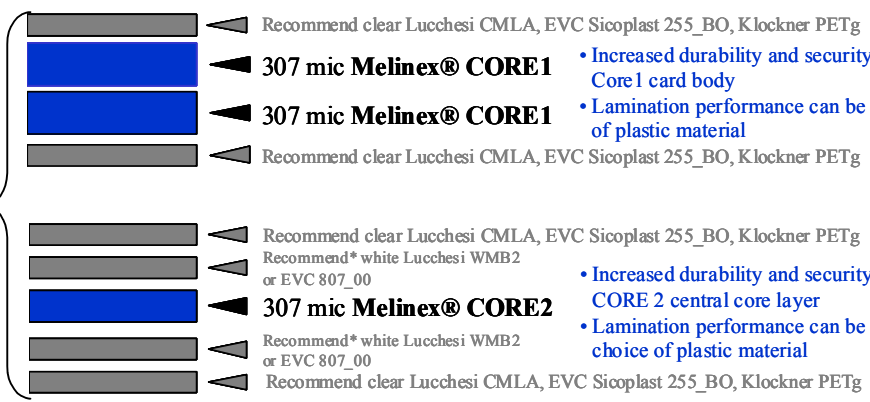 Recommend clear Lucchesi CMLA, EVC Sicoplast 255_BO, Klockner PETg
307 mic Melinex® CORE1
• Increased durability and security
Core1 card body
307 mic Melinex® CORE1
• Lamination performance can be
of plastic material
Recommend clear Lucchesi CMLA, EVC Sicoplast 255_BO, Klockner PETg
Recommend clear Lucchesi CMLA, EVC Sicoplast 255_BO, Klockner PETg
Recommend* white Lucchesi WMB2
or EVC 807_00
307 mic Melinex® CORE2
• Increased durability and security
CORE 2 central core layer
• Lamination performance can be
choice of plastic material
Recommend* white Lucchesi WMB2
or EVC 807_00
Recommend clear Lucchesi CMLA, EVC Sicoplast 255_BO, Klockner PETg